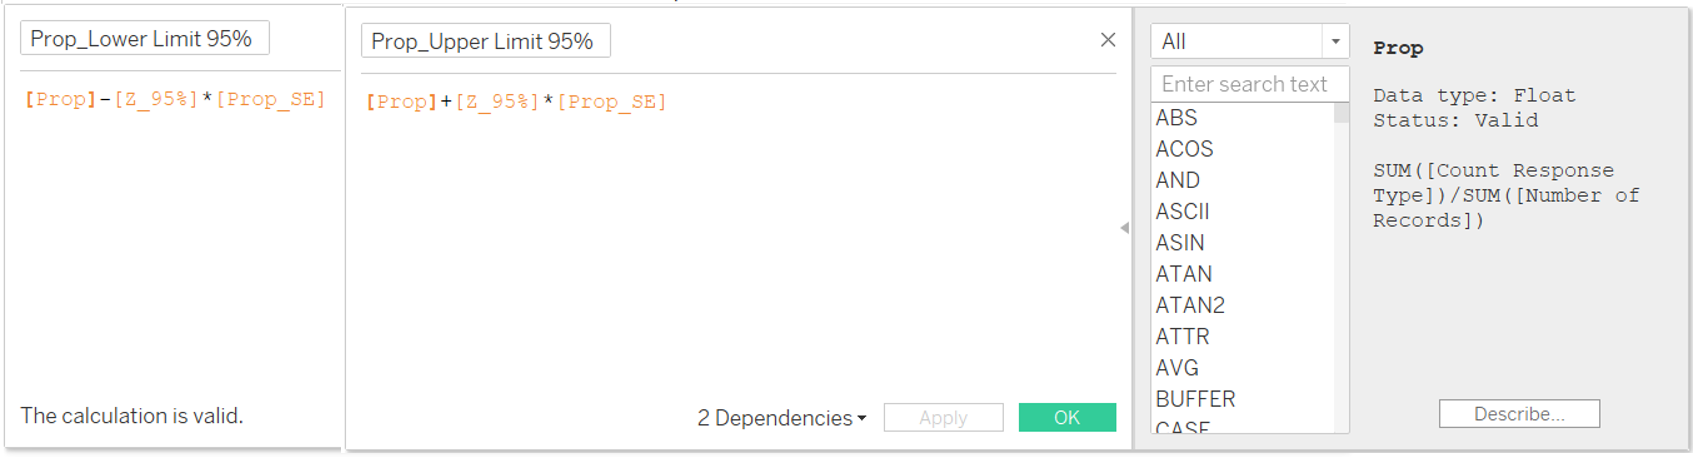 Prop_Lower Limit 95%
[Prop]-[Z_95%]*[Prop_SE]
The calculation is valid.
Prop_Upper Limit 95%
[Prop]+[Z_95%]*[Prop_SE]
2 Dependencies
Apply
OK
All
Enter search text
ABS
ACOS
AND
ASCII
ASIN
ATAN
ATAN2
ATTR
AVG
BUFFER
CASE
Prop
Data type: Float
Status: Valid
SUM([Count Response
Type])/SUM([Number of
Records])
Describe...